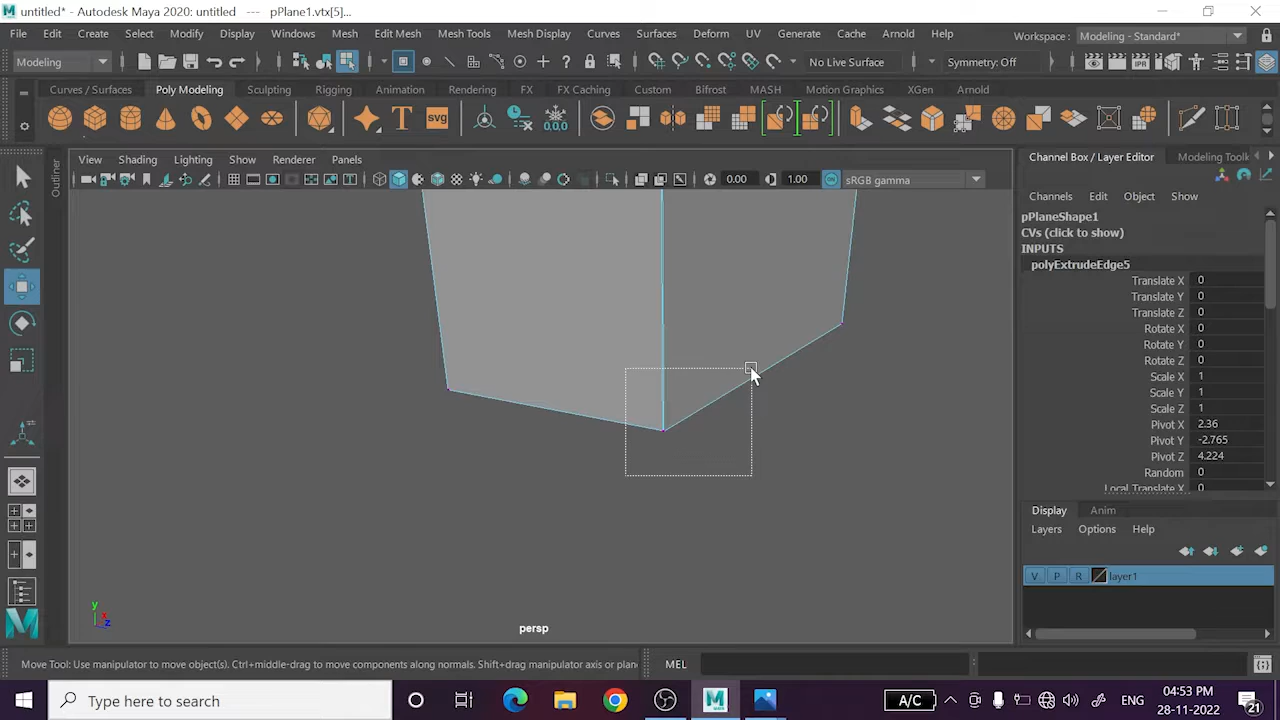 untitled* - Autodesk Maya 2020: untitled --- pPlane1.vtx[5]...
File Edit Create Select Modify Display Windows Mesh Edit Mesh Mesh Tools Mesh Display Curves Surfaces Deform UV Generate Cache Arnold Help Workspace : Modeling - Standard*
Modeling No Live Surface Symmetry: Off
Curves / Surfaces Poly Modeling Sculpting Rigging Animation Rendering FX FX Caching Custom Bifrost MASH Motion Graphics XGen Arnold
T svg 0,0,0
View Shading Lighting Show Renderer Panels
Channel Box / Layer Editor Modeling Toolk
0.00 1.00 sRGB gamma
Outliner
Channels Edit Object Show
pPlaneShape1
CVs (click to show)
INPUTS
polyExtrudeEdge5
Translate X 0
Translate Y 0
Translate Z 0
Rotate X 0
Rotate Y 0
Rotate Z 0
Scale X 1
Scale Y 1
Scale Z 1
Pivot X 2.36
Pivot Y -2.765
Pivot Z 4.224
Random 0
Local Translate X 0
Display Anim
Layers Options Help
V P R layer1
y x z
persp
Move Tool: Use manipulator to move object(s). Ctrl+middle-drag to move components along normals. Shift+drag manipulator axis or plane
MEL
Type here to search
A/C ENG 04:53 PM
28-11-2022 21